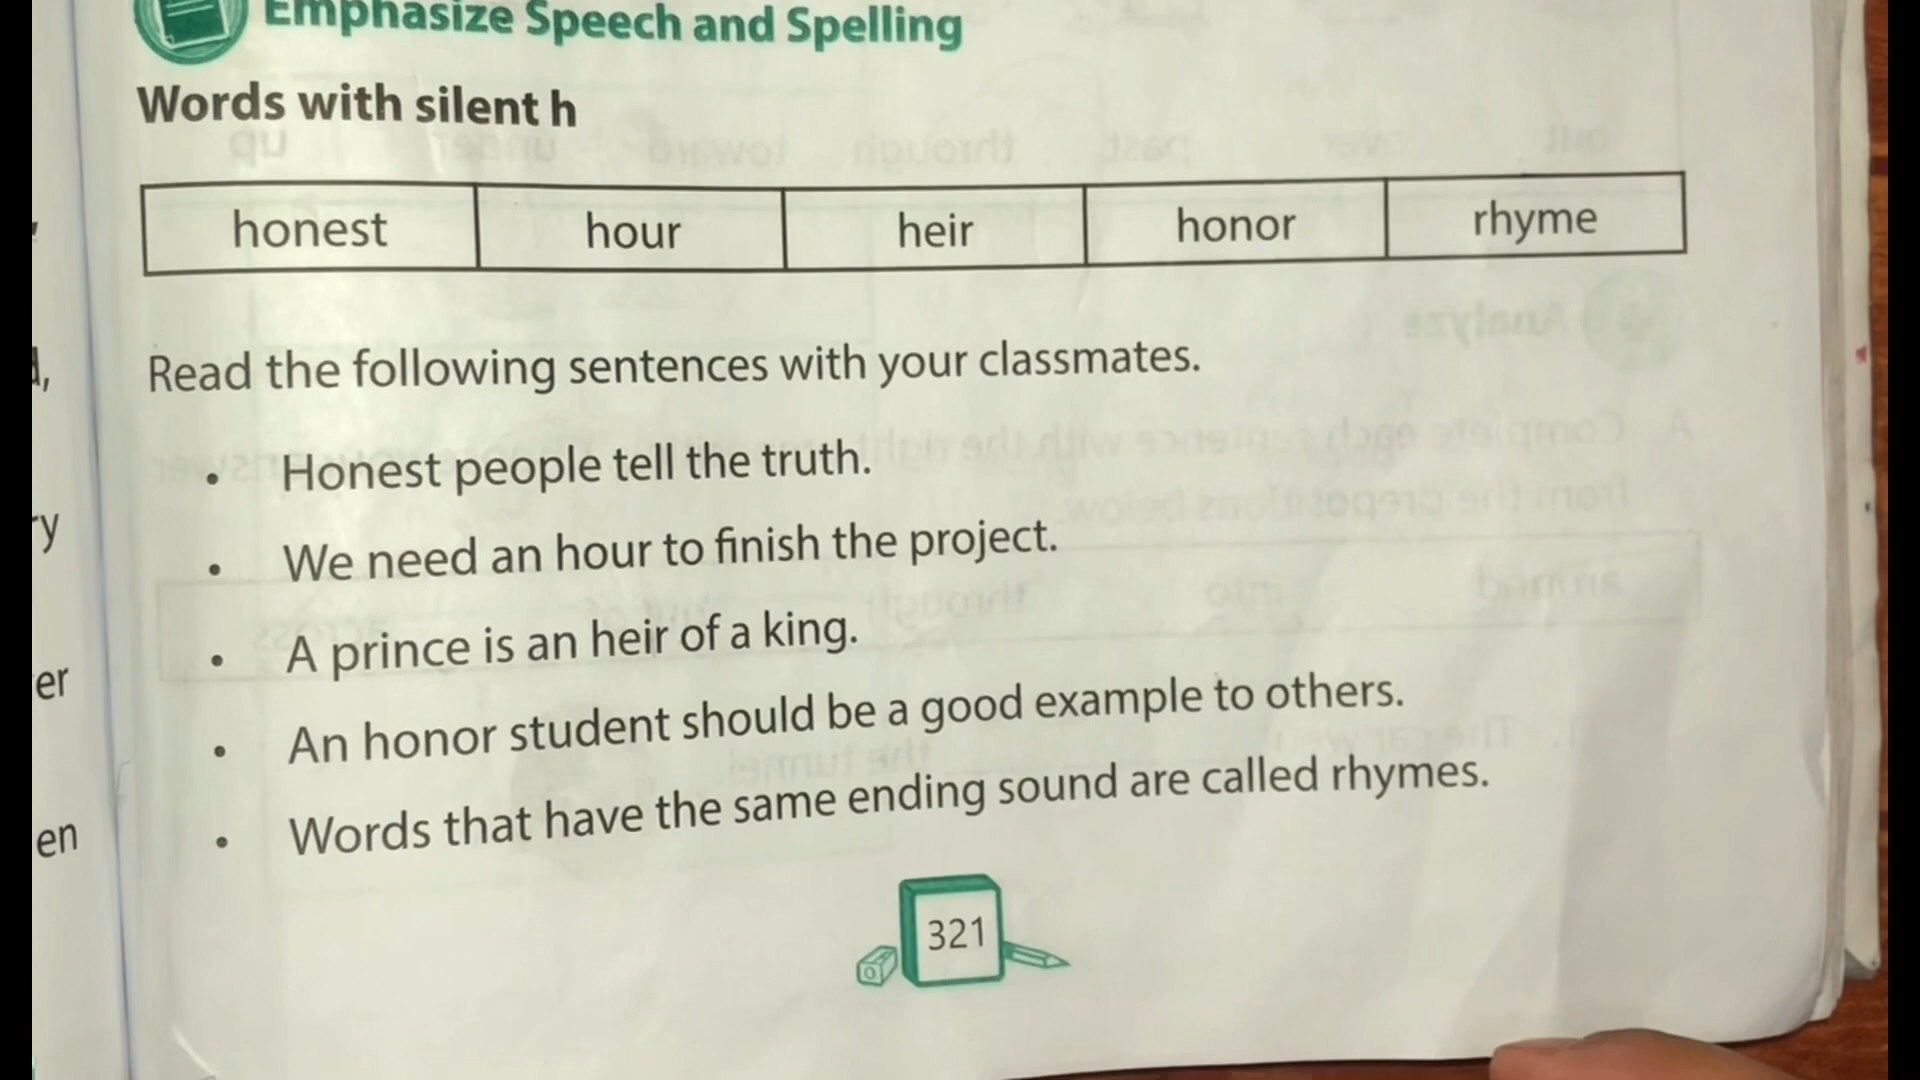 Emphasize Speech and Spelling
Words with silent h
honest hour heir honor rhyme
Read the following sentences with your classmates.
• Honest people tell the truth.
• We need an hour to finish the project.
• A prince is an heir of a king.
• An honor student should be a good example to others.
• Words that have the same ending sound are called rhymes.
321